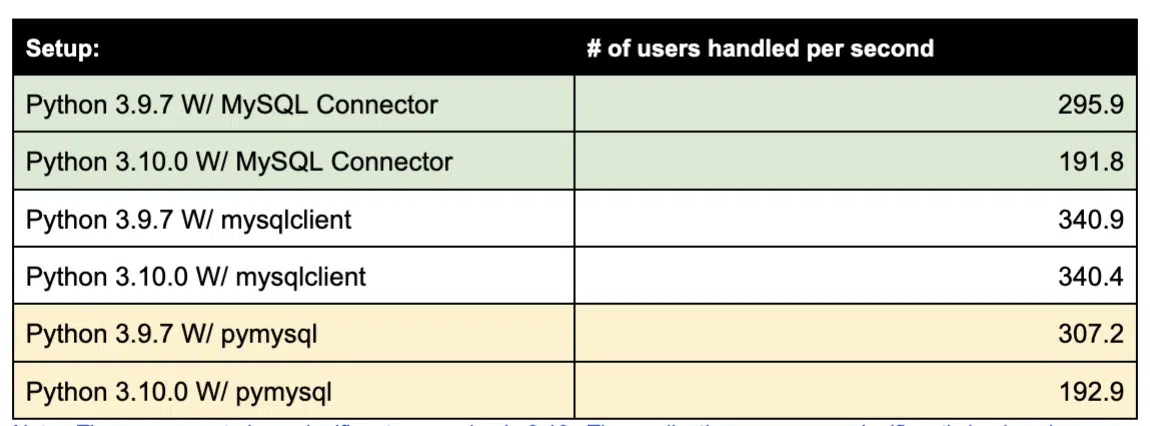 Setup: # of users handled per second
Python 3.9.7 W/ MySQL Connector 295.9
Python 3.10.0 W/ MySQL Connector 191.8
Python 3.9.7 W/ mysqlclient 340.9
Python 3.10.0 W/ mysqlclient 340.4
Python 3.9.7 W/ pymysql 307.2
Python 3.10.0 W/ pymysql 192.9